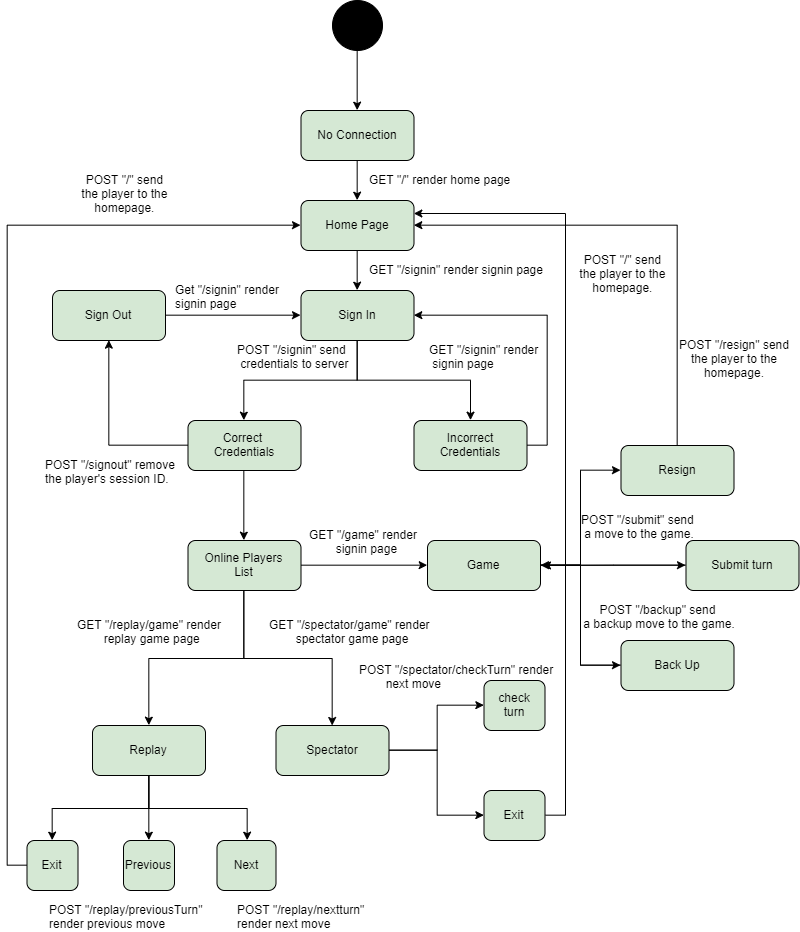 No Connection
GET "/" render home page
POST "/" send
the player to the
homepage.
Home Page
GET "/signin" render signin page
POST "/" send
the player to the
homepage.
Get "/signin" render
signin page
Sign Out
Sign In
POST "/signin" send
credentials to server
GET "/signin" render
signin page
POST "/resign" send
the player to the
homepage.
Correct
Credentials
Incorrect
Credentials
POST "/signout" remove
the player's session ID.
Resign
POST "/submit" send
a move to the game.
GET "/game" render
signin page
Online Players
List
Game
Submit turn
POST "/backup" send
a backup move to the game.
GET "/replay/game" render
replay game page
GET "/spectator/game" render
spectator game page
Back Up
POST "/spectator/checkTurn" render
next move
check
turn
Replay
Spectator
Exit
Exit
Previous
Next
POST "/replay/previousTurn"
render previous move
POST "/replay/nextturn"
render next move